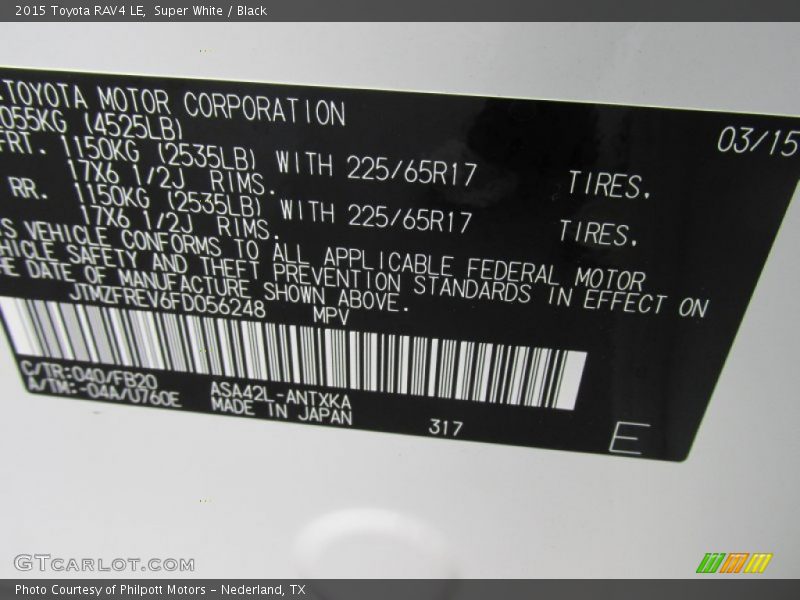 2015 Toyota RAV4 LE, Super White / Black
.TOYOTA MOTOR CORPORATION 03/15
2055KG (4525LB)
FRT. 1150KG (2535LB) WITH 225/65R17 TIRES.
17X6 1/2J RIMS.
RR. 1150KG (2535LB) WITH 225/65R17 TIRES.
17X6 1/2J RIMS.
IS VEHICLE CONFORMS TO ALL APPLICABLE FEDERAL MOTOR
HICLE SAFETY AND THEFT PREVENTION STANDARDS IN EFFECT ON
HE DATE OF MANUFACTURE SHOWN ABOVE.
JTMZFREV6FD056248 MPV
C/TR:040/FB20 ASA42L-ANTXKA
A/TM:-04A/U760E MADE IN JAPAN
317 E
GTCARLOT.COM
Photo Courtesy of Philpott Motors - Nederland, TX